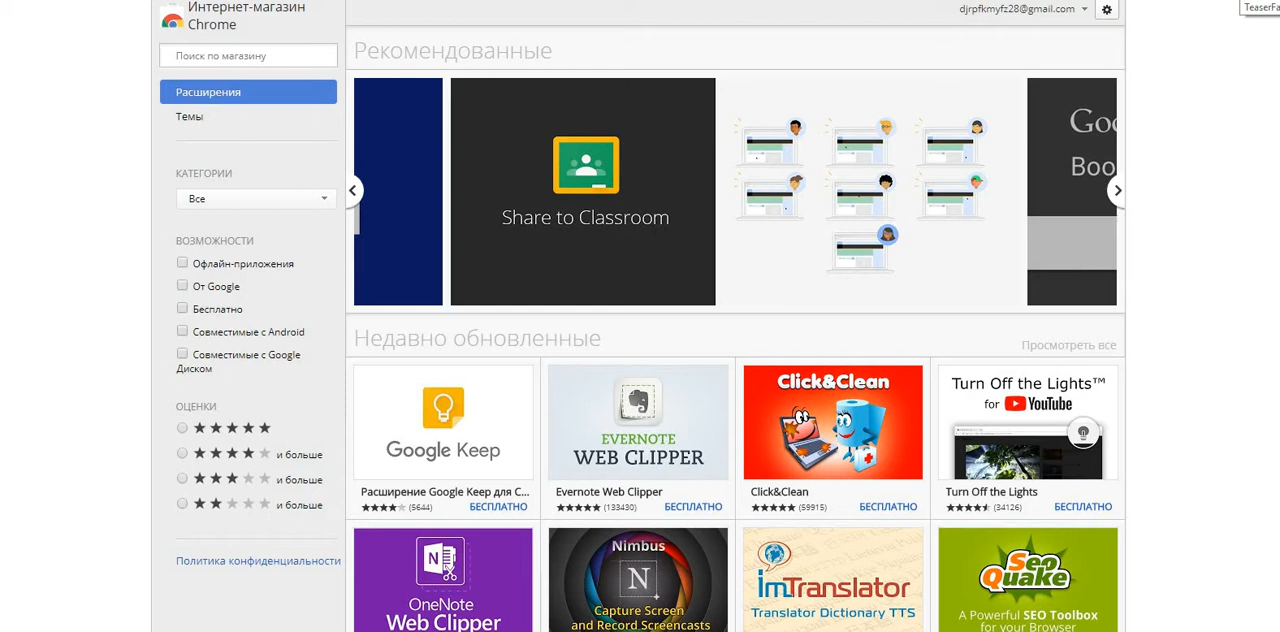 Интернет-магазин
Chrome
djrpfkmyfz28@gmail.com
TeaserFa
Поиск по магазину
Расширения
Темы
КАТЕГОРИИ
Все
ВОЗМОЖНОСТИ
Офлайн-приложения
От Google
Бесплатно
Совместимые с Android
Совместимые с Google
Диском
ОЦЕНКИ
и больше
и больше
и больше
Политика конфиденциальности
Рекомендованные
Share to Classroom
Goo
Boo
Недавно обновленные
Просмотреть все
Google Keep
Расширение Google Keep для C...
(5644) БЕСПЛАТНО
EVERNOTE
WEB CLIPPER
Evernote Web Clipper
(133430) БЕСПЛАТНО
Click&Clean
Click&Clean
(59915) БЕСПЛАТНО
Turn Off the Lights™
for YouTube
Turn Off the Lights
(34126) БЕСПЛАТНО
N
OneNote
Web Clipper
Nimbus
N
Capture Screen
and Record Screencasts
imTranslator
Translator Dictionary TTS
Seo
Quake
A Powerful SEO Toolbox
for your Browser